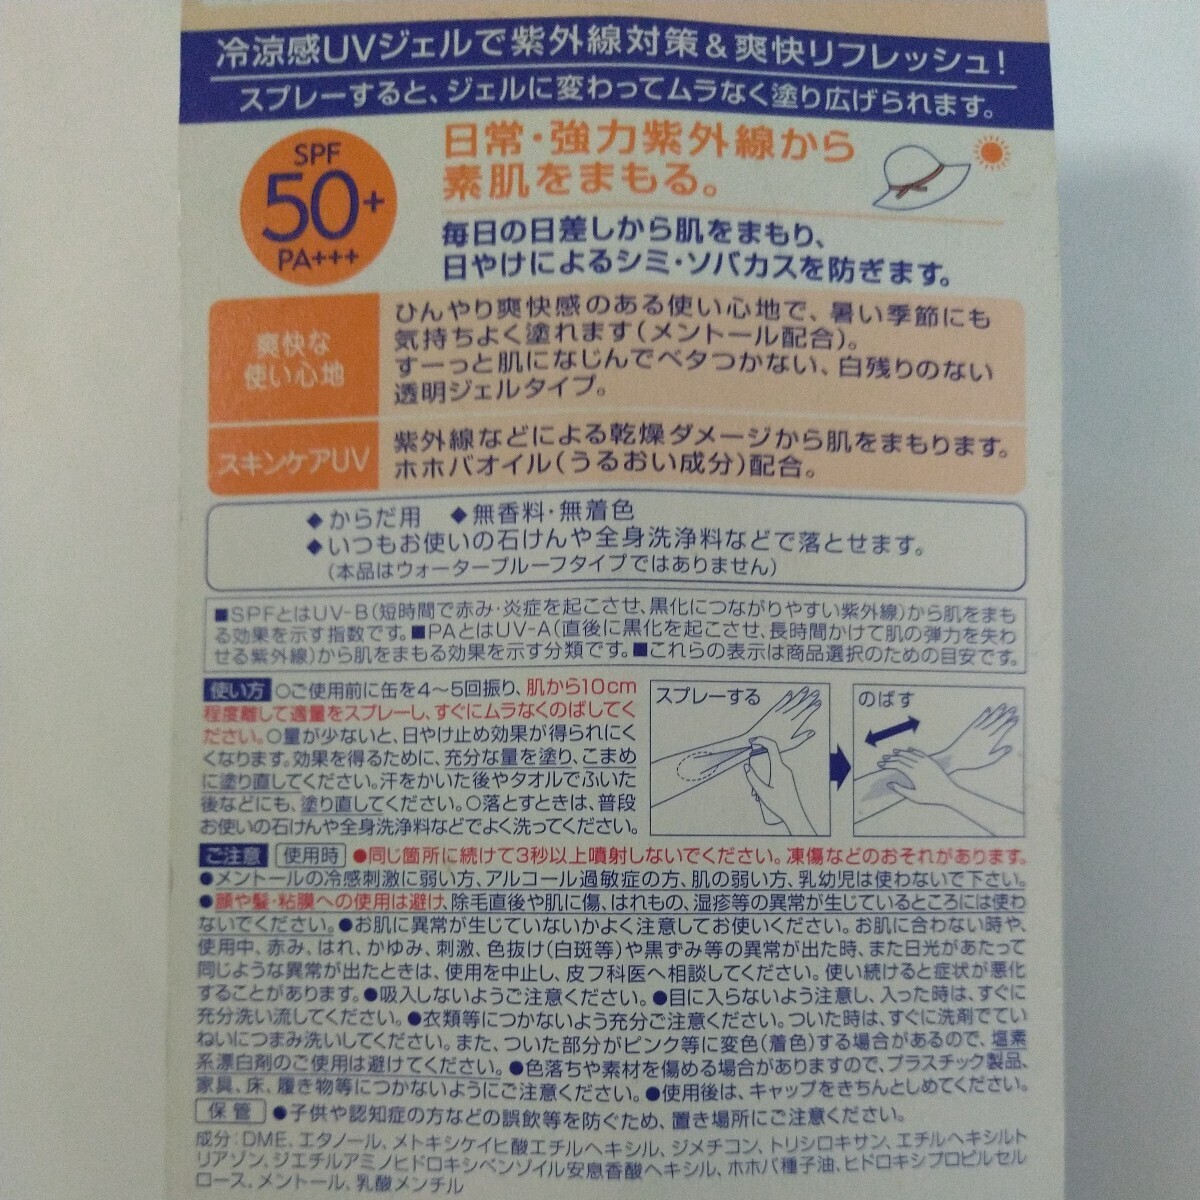 冷涼感UVジェルで紫外線対策&爽快リフレッシュ!
スプレーすると、ジェルに変わってムラなく塗り広げられます。
SPF
50+
PA+++
日常・強力紫外線から
素肌をまもる。
毎日の日差しから肌をまもり、
日やけによるシミ・ソバカスを防ぎます。
爽快な
使い心地
ひんやり爽快感のある使い心地で、暑い季節にも
気持ちよく塗れます(メントール配合)。
すーっと肌になじんでベタつかない、白残りのない
透明ジェルタイプ。
スキンケアUV
紫外線などによる乾燥ダメージから肌をまもります。
ホホバオイル(うるおい成分)配合。
◆からだ用 ◆無香料・無着色
◆いつもお使いの石けんや全身洗浄料などで落とせます。
(本品はウォータープルーフタイプではありません)
■SPFとはUV-B(短時間で赤み・炎症を起こさせ、黒化につながりやすい紫外線)から肌をまも
る効果を示す指数です。■PAとはUV-A(直後に黒化を起こさせ、長時間かけて肌の弾力を失わ
せる紫外線)から肌をまもる効果を示す分類です。■これらの表示は商品選択のための目安です。
使い方 ○ご使用前に缶を4〜5回振り、肌から10cm
程度離して適量をスプレーし、すぐにムラなくのばしてく
ださい。○量が少ないと、日やけ止め効果が得られにく
くなります。効果を得るために、充分な量を塗り、こまめ
に塗り直してください。汗をかいた後やタオルでふいた
後などにも、塗り直してください。○落とすときは、普段
お使いの石けんや全身洗浄料などでよく洗ってください。
スプレーする
のばす
ご注意 使用時 ●同じ箇所に続けて3秒以上噴射しないでください。凍傷などのおそれがあります。
●メントールの冷感刺激に弱い方、アルコール過敏症の方、肌の弱い方、乳幼児は使わないで下さい。
●顔や髪・粘膜への使用は避け、除毛直後や肌に傷、はれもの、湿疹等の異常が生じているところには使わ
ないでください。●お肌に異常が生じていないかよく注意してお使いください。お肌に合わない時や、
使用中、赤み、はれ、かゆみ、刺激、色抜け(白斑等)や黒ずみ等の異常が出た時、また日光があたって
同じような異常が出たときは、使用を中止し、皮フ科医へ相談してください。使い続けると症状が悪化
することがあります。●吸入しないようご注意ください。●目に入らないよう注意し、入った時は、すぐに
充分洗い流してください。●衣類等につかないよう充分ご注意ください。ついた時は、すぐに洗剤でてい
ねいにつまみ洗いしてください。また、ついた部分がピンク等に変色(着色)する場合があるので、塩素
系漂白剤のご使用は避けてください。●色落ちや素材を傷める場合がありますので、プラスチック製品、
家具、床、履き物等につかないようにご注意ください。●使用後は、キャップをきちんとしめてください。
保管 ●子供や認知症の方などの誤飲等を防ぐため、置き場所にご注意ください。
成分:DME、エタノール、メトキシケイヒ酸エチルヘキシル、ジメチコン、トリシロキサン、エチルヘキシルト
リアゾン、ジエチルアミノヒドロキシベンゾイル安息香酸ヘキシル、ホホバ種子油、ヒドロキシプロピルセル
ロース、メントール、乳酸メンチル